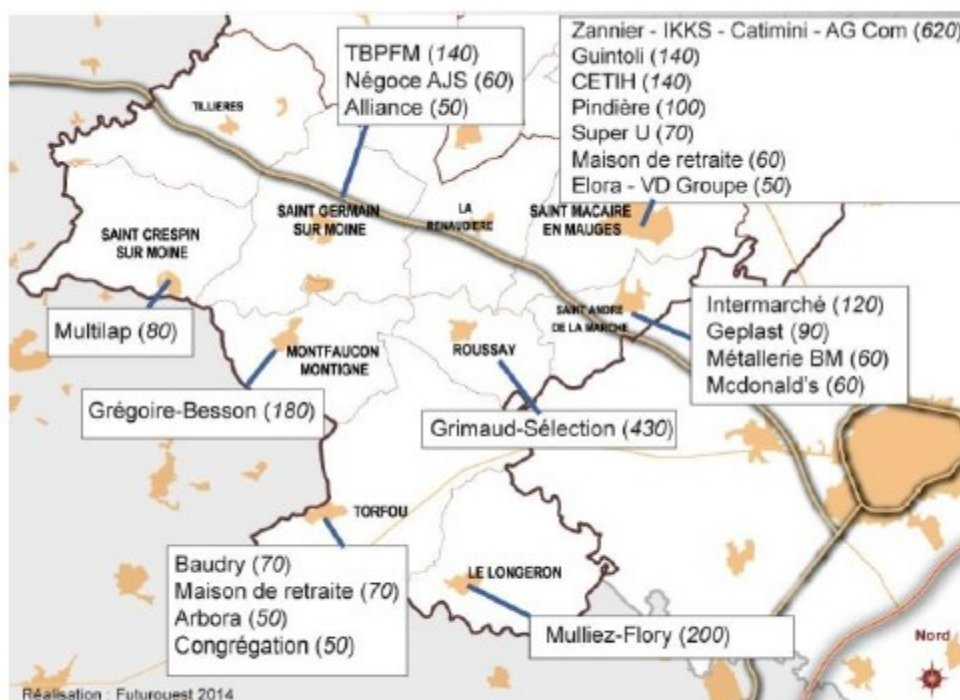 Zannier - IKKS - Catimini - AG Com (620)
Guintoli (140)
CETIH (140)
Pindière (100)
Super U (70)
Maison de retraite (60)
Elora - VD Groupe (50)
TBPFM (140)
Négoce AJS (60)
Alliance (50)
TILLIERES
SAINT GERMAIN
SUR MOINE
LA
RENAUDIERE
SAINT MACAIRE
EN MAUGES
SAINT CRESPIN
SUR MOINE
Multilap (80)
MONTFAUCON
MONTIGNE
ROUSSAY
SAINT ANDRE
DE LA MARCHE
Intermarché (120)
Geplast (90)
Métallerie BM (60)
Mcdonald's (60)
Grégoire-Besson (180)
Grimaud-Sélection (430)
TORFOU
Baudry (70)
Maison de retraite (70)
Arbora (50)
Congrégation (50)
LE LONGERON
Mulliez-Flory (200)
Nord
Réalisation : Futurouest 2014